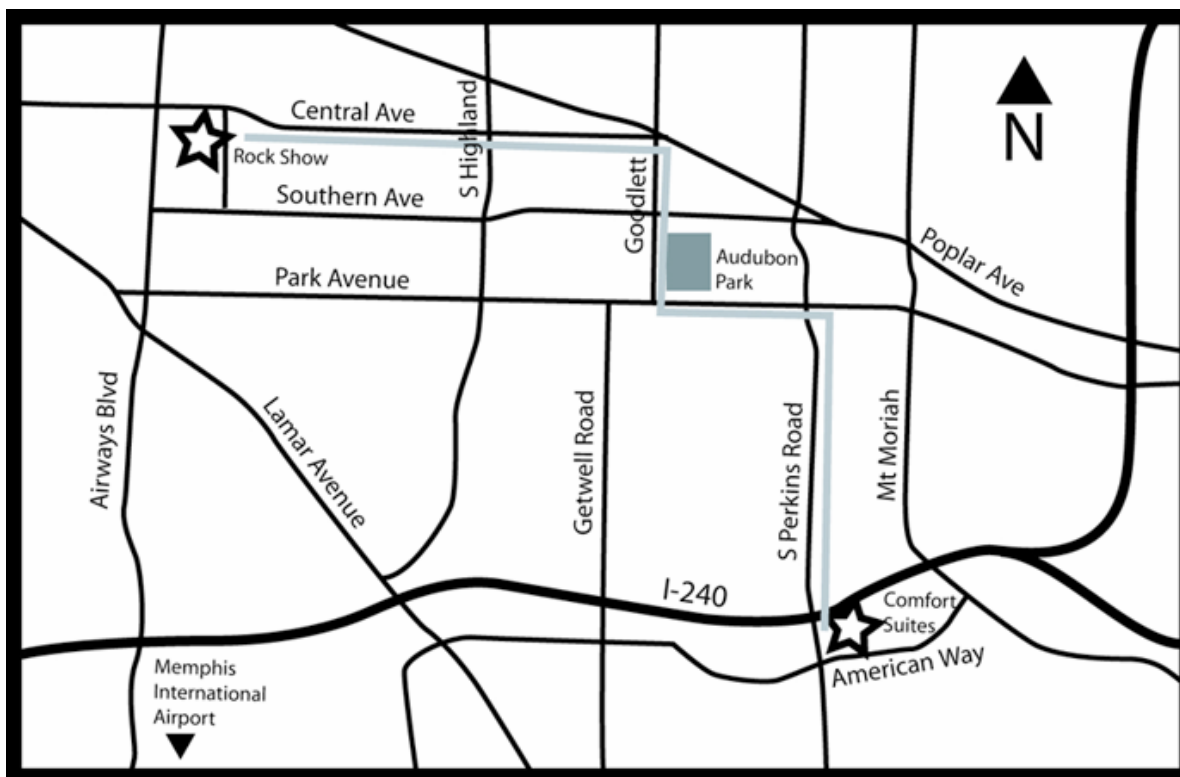 Central Ave
S Highland
N
Rock Show
Southern Ave
Goodlett
Poplar Ave
Audubon
Park
Park Avenue
Airways Blvd
Lamar Avenue
Getwell Road
S Perkins Road
Mt Moriah
I-240
Comfort
Suites
American Way
Memphis
International
Airport